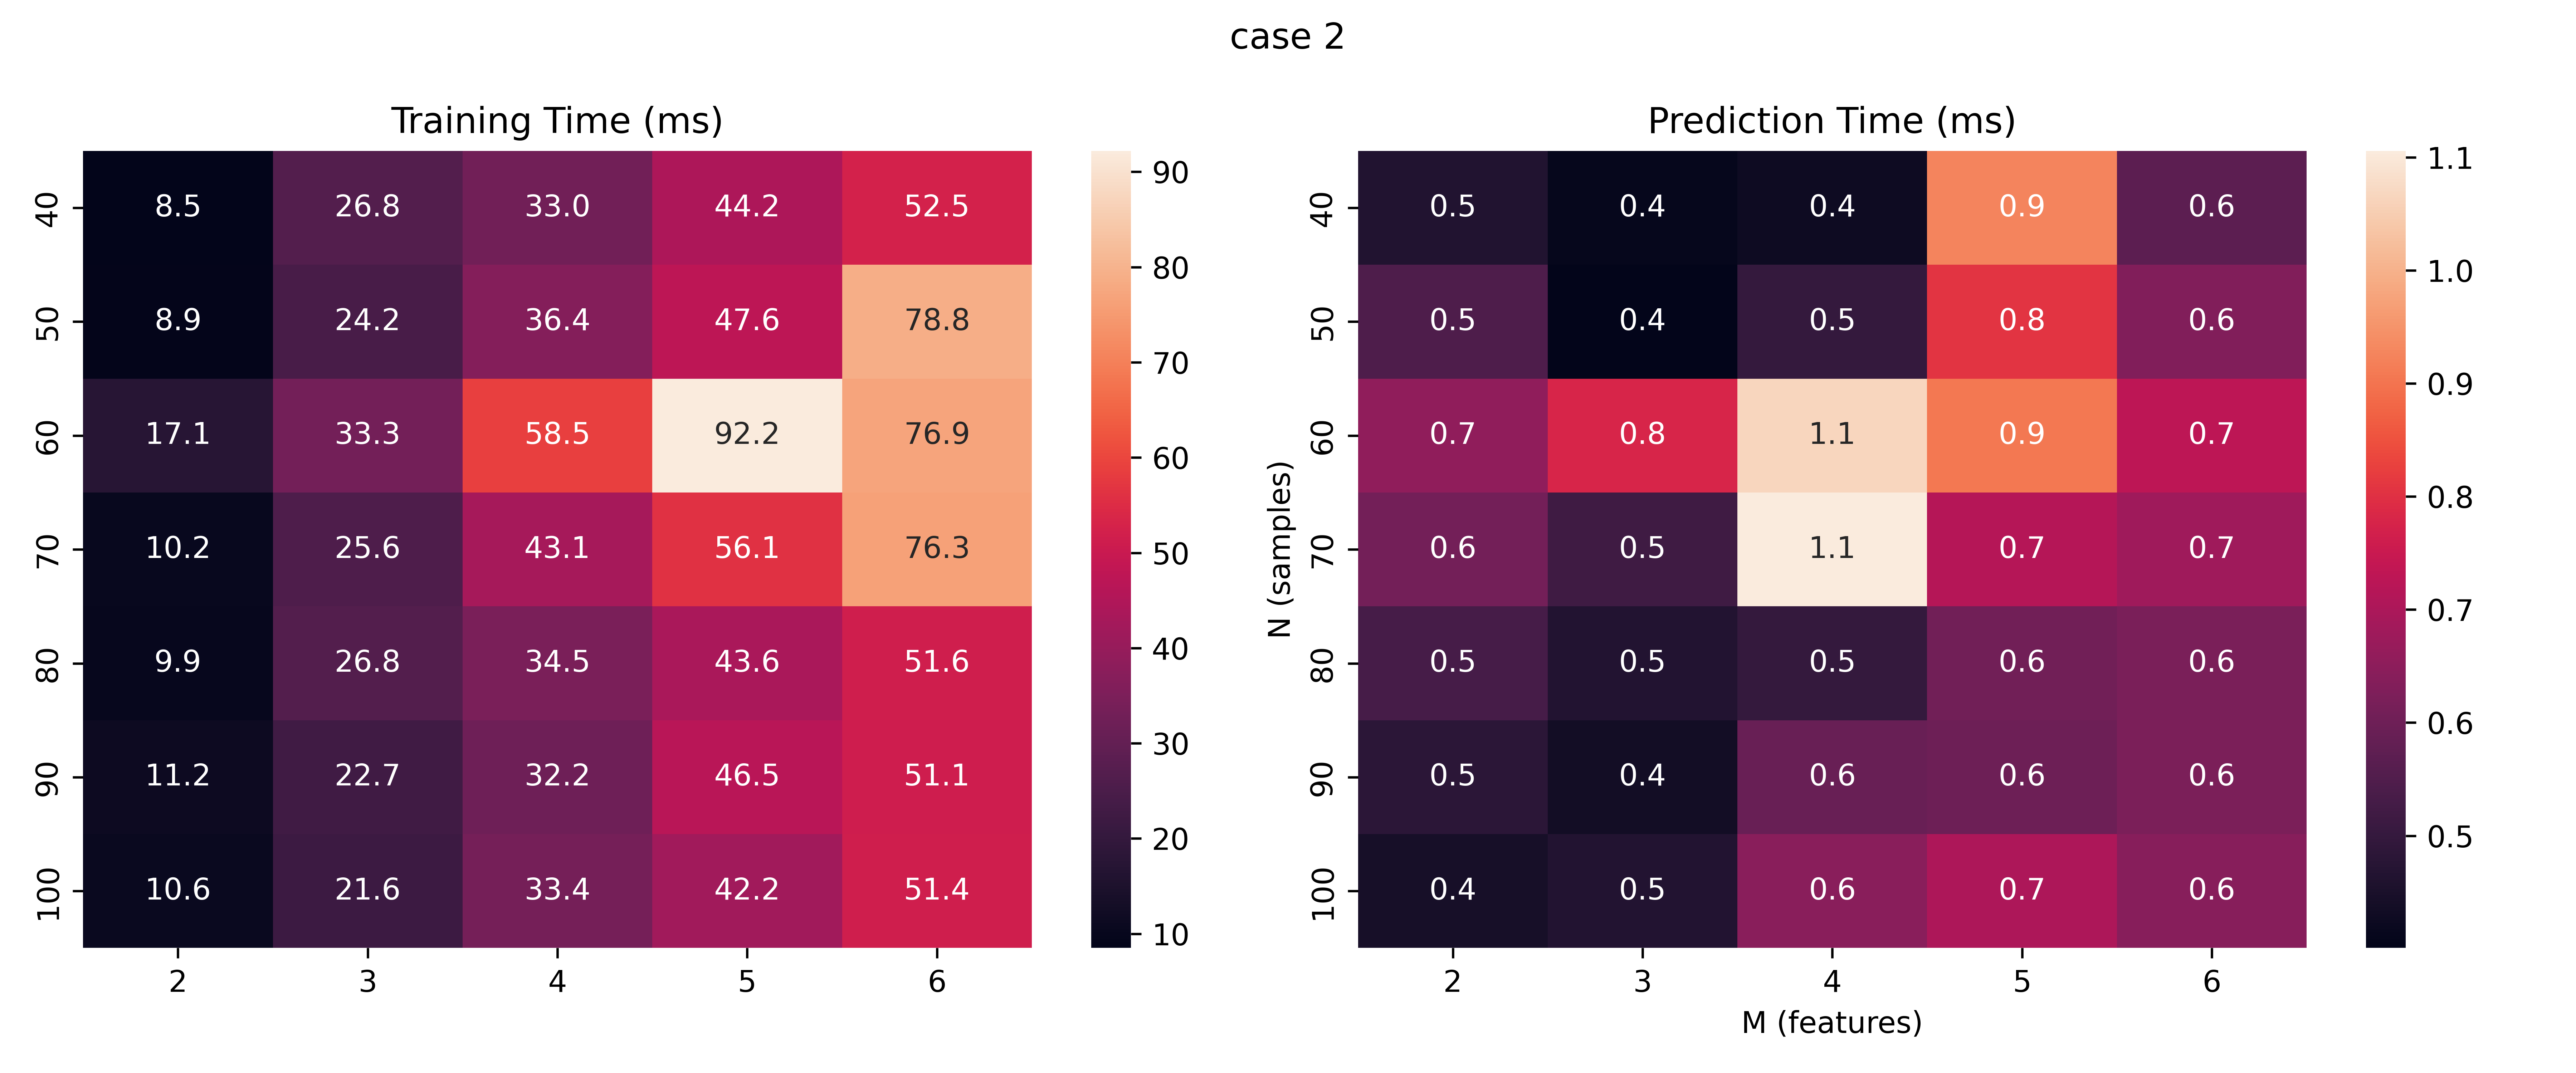 case 2
Training Time (ms)
40 8.5 26.8 33.0 44.2 52.5
50 8.9 24.2 36.4 47.6 78.8
60 17.1 33.3 58.5 92.2 76.9
70 10.2 25.6 43.1 56.1 76.3
80 9.9 26.8 34.5 43.6 51.6
90 11.2 22.7 32.2 46.5 51.1
100 10.6 21.6 33.4 42.2 51.4
2 3 4 5 6
90
80
70
60
50
40
30
20
10
Prediction Time (ms)
N (samples)
40 0.5 0.4 0.4 0.9 0.6
50 0.5 0.4 0.5 0.8 0.6
60 0.7 0.8 1.1 0.9 0.7
70 0.6 0.5 1.1 0.7 0.7
80 0.5 0.5 0.5 0.6 0.6
90 0.5 0.4 0.6 0.6 0.6
100 0.4 0.5 0.6 0.7 0.6
2 3 4 5 6
M (features)
1.1
1.0
0.9
0.8
0.7
0.6
0.5